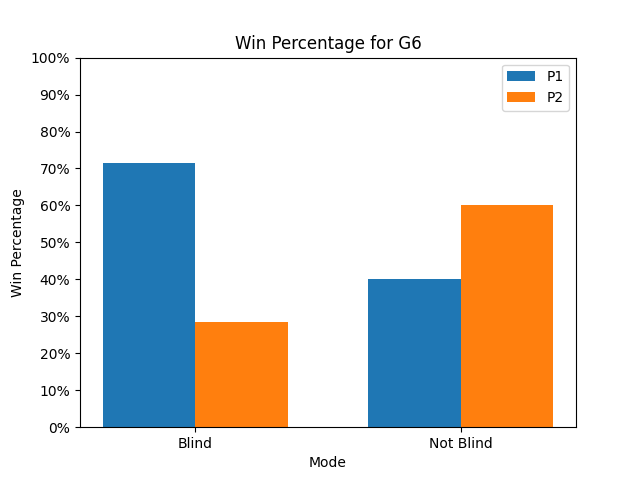 Win Percentage for G6
P1
P2
100%
90%
80%
70%
60%
50%
40%
30%
20%
10%
0%
Win Percentage
Blind
Not Blind
Mode